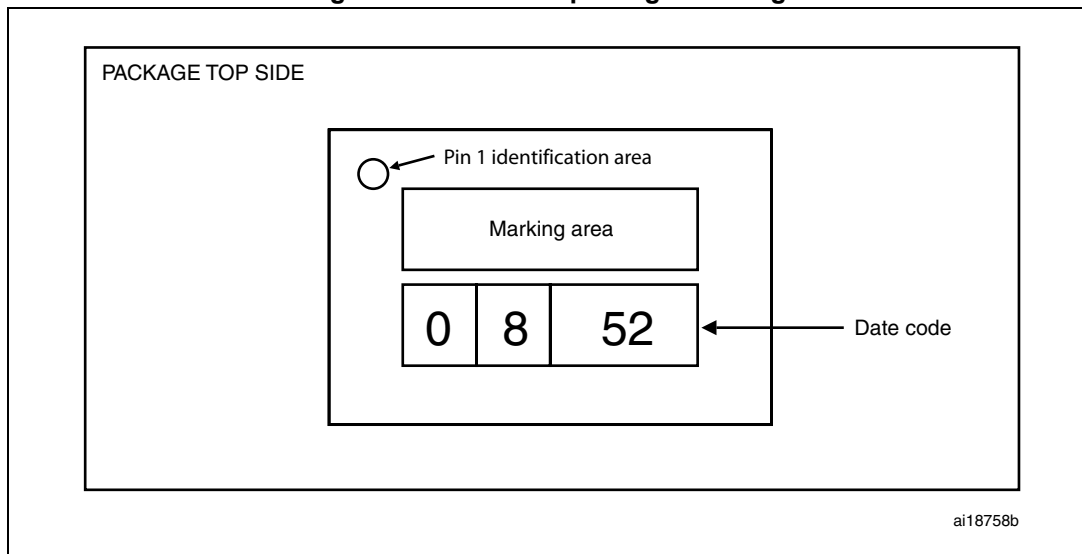 PACKAGE TOP SIDE
Pin 1 identification area
Marking area
0 8 52
Date code
ai18758b